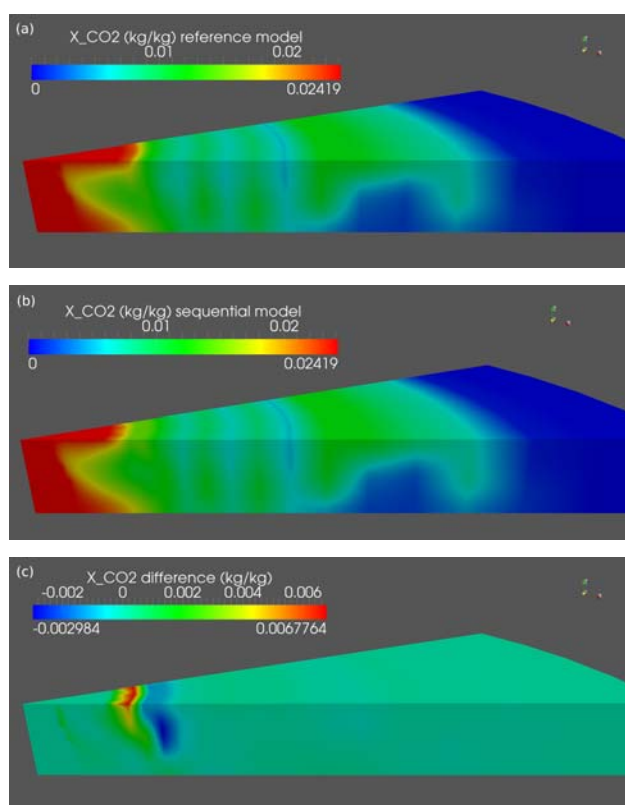 (a)
X_CO2 (kg/kg) reference model
0.01 0.02
0 0.02419
(b)
X_CO2 (kg/kg) sequential model
0.01 0.02
0 0.02419
(c)
X_CO2 difference (kg/kg)
-0.002 0 0.002 0.004 0.006
-0.002984 0.0067764